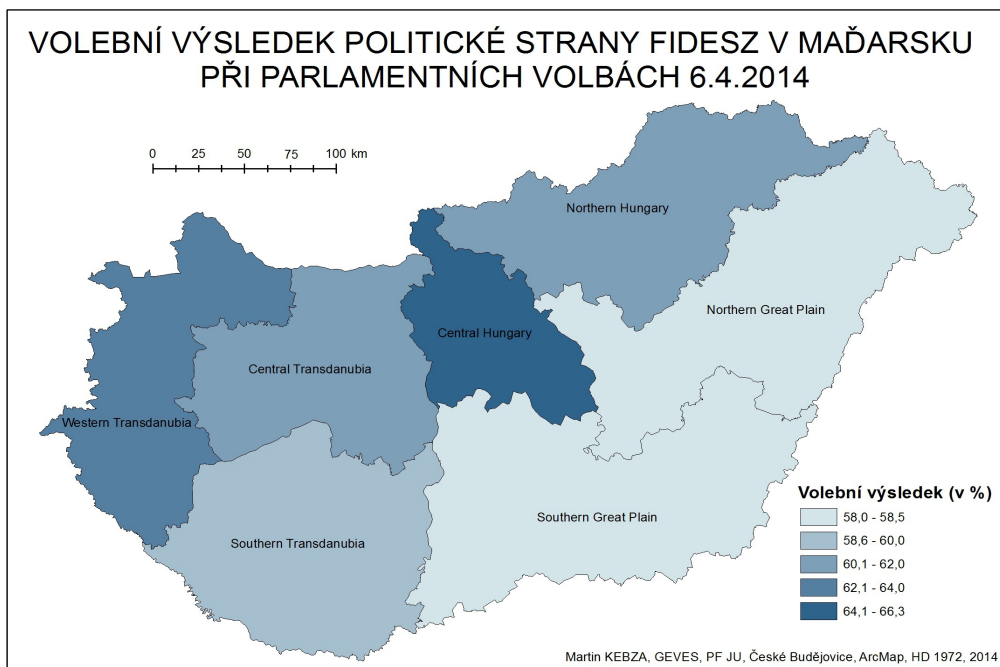 VOLEBNÍ VÝSLEDEK POLITICKÉ STRANY FIDESZ V MAĎARSKU
PŘI PARLAMENTNÍCH VOLBÁCH 6.4.2014
0 25 50 75 100 km
Northern Hungary
Northern Great Plain
Central Hungary
Central Transdanubia
Western Transdanubia
Southern Great Plain
Southern Transdanubia
Volební výsledek (v %)
58,0 - 58,5
58,6 - 60,0
60,1 - 62,0
62,1 - 64,0
64,1 - 66,3
Martin KEBZA, GEVES, PF JU, České Budějovice, ArcMap, HD 1972, 2014